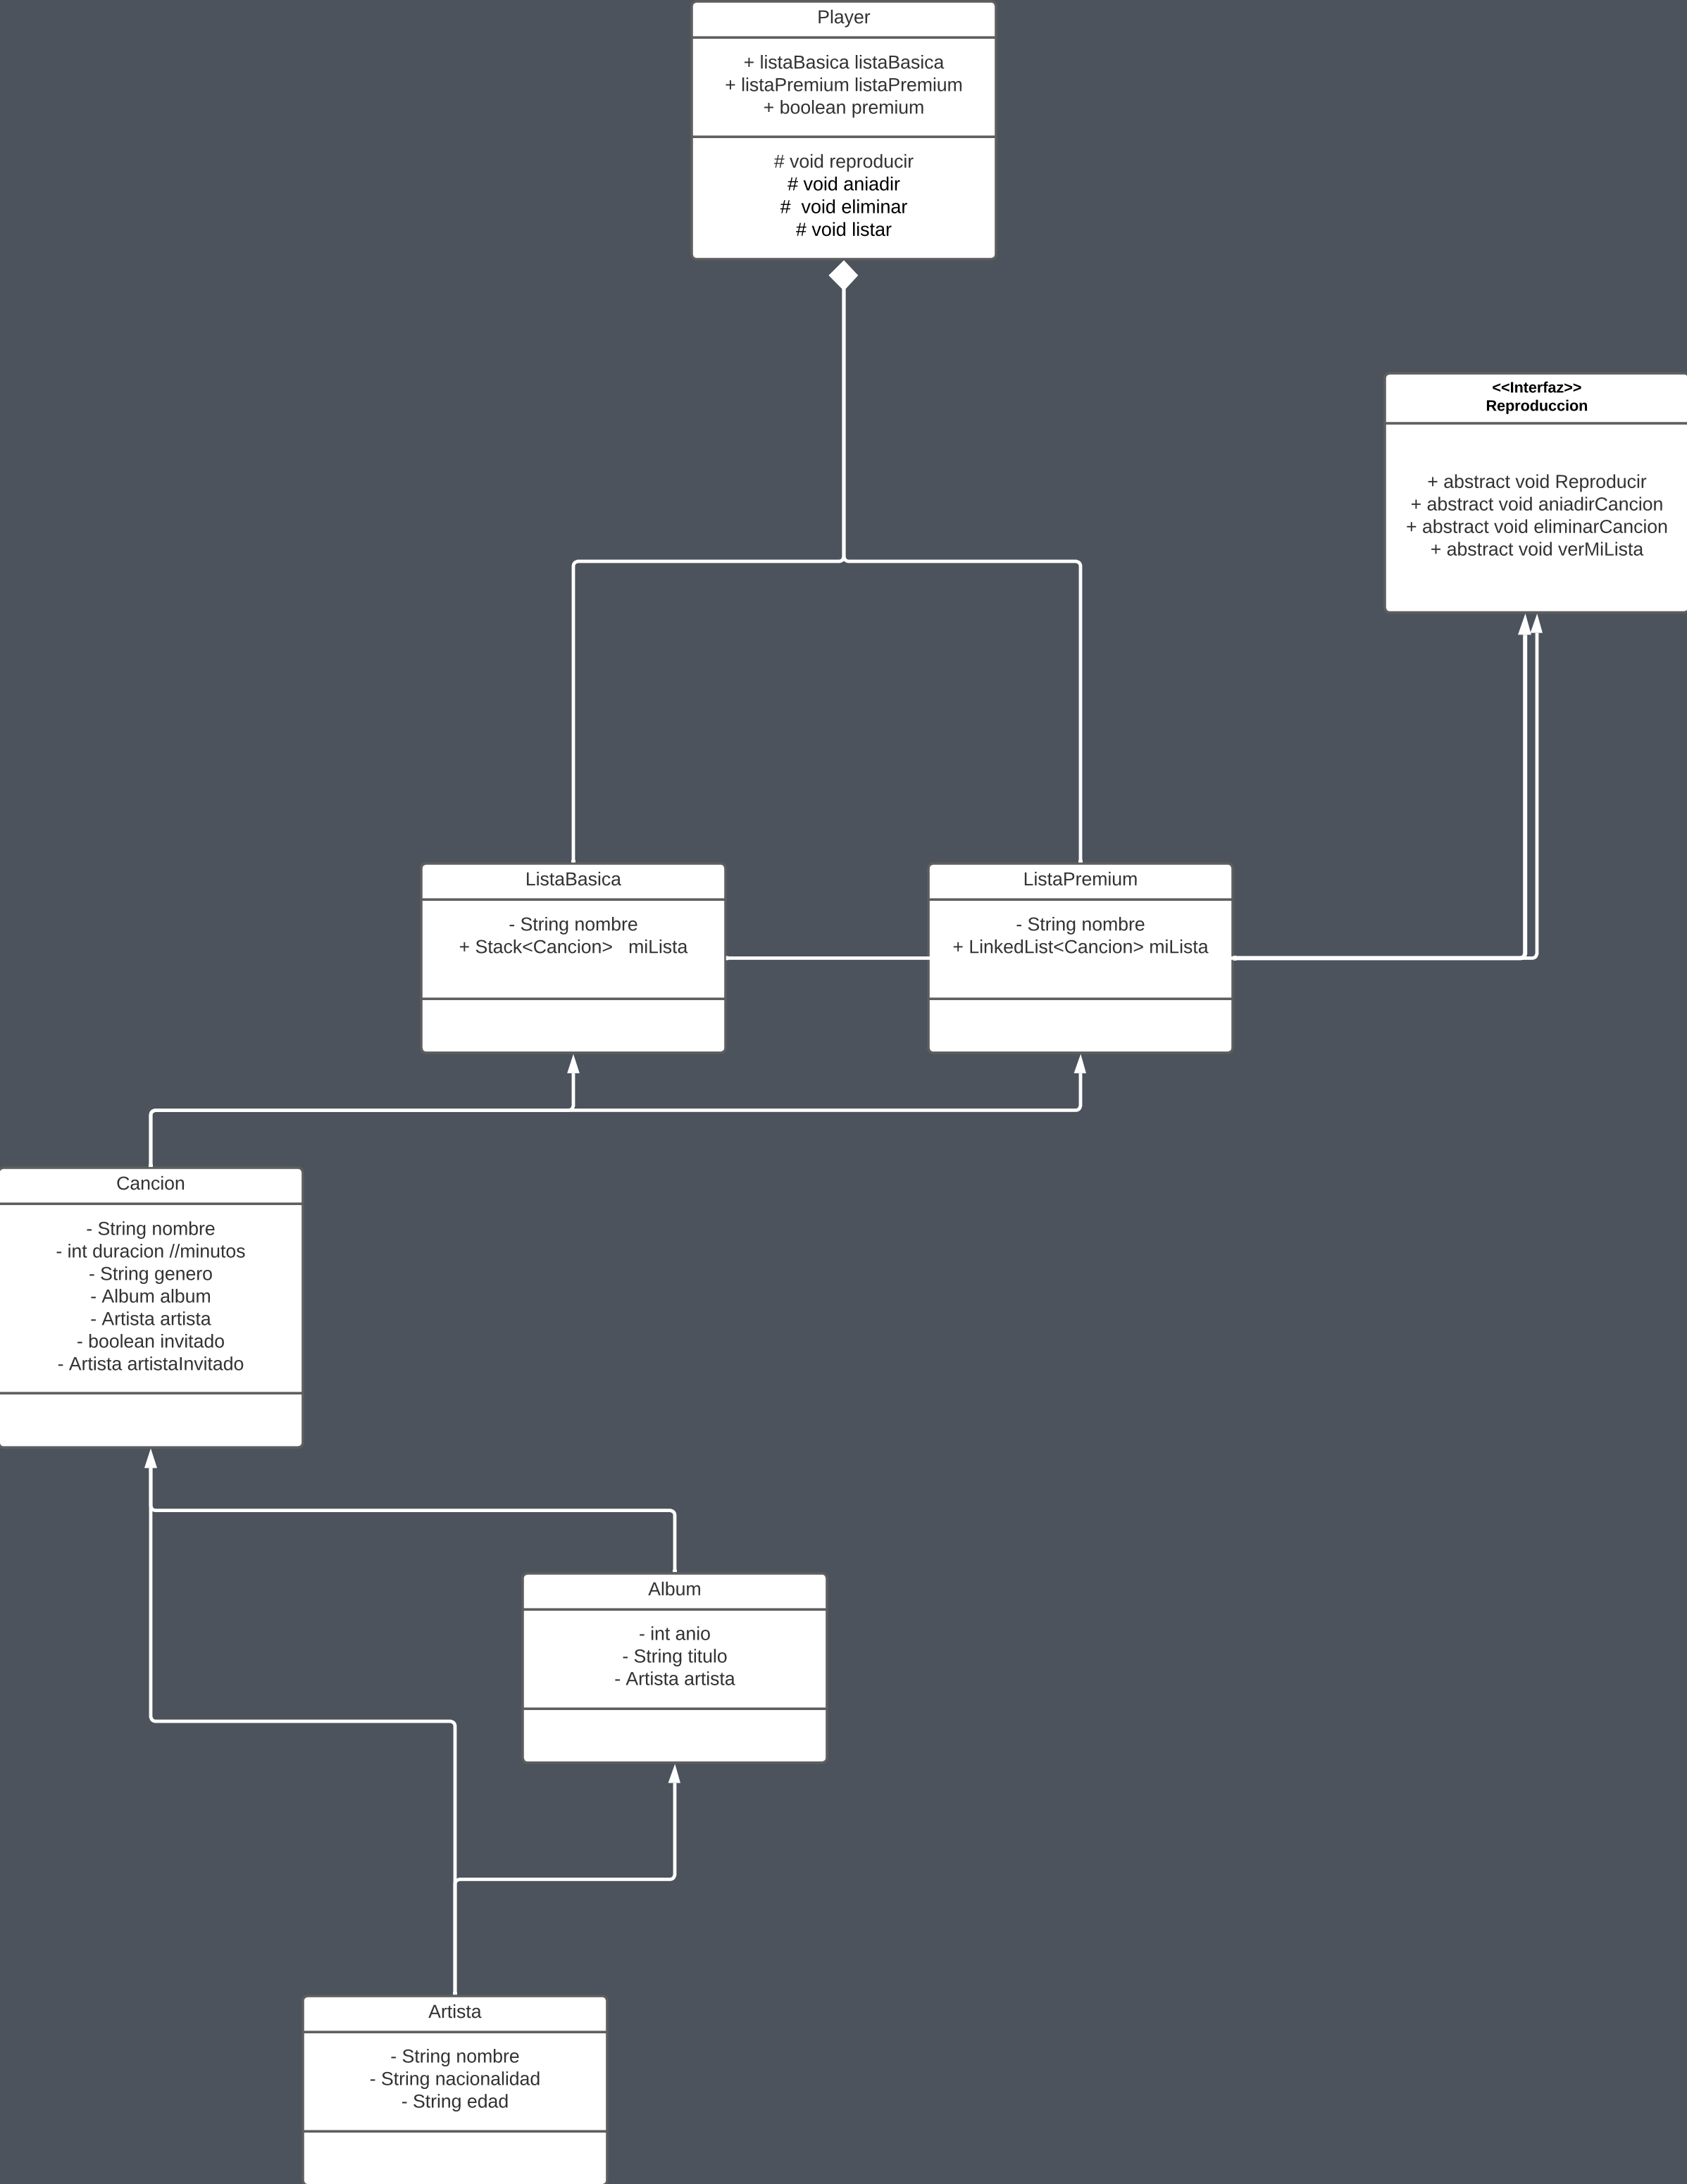 Player
+ listaBasica listaBasica
+ listaPremium listaPremium
+ boolean premium
# void reproducir
# void aniadir
#  void eliminar
# void listar
<<Interfaz>>
Reproduccion
+ abstract void Reproducir
+ abstract void aniadirCancion
+ abstract void eliminarCancion
+ abstract void verMiLista
ListaBasica
- String nombre
+ Stack<Cancion>   miLista
ListaPremium
- String nombre
+ LinkedList<Cancion> miLista
Cancion
- String nombre
- int duracion //minutos
- String genero
- Album album
- Artista artista
- boolean invitado
- Artista artistaInvitado
Album
- int anio
- String titulo
- Artista artista
Artista
- String nombre
- String nacionalidad
- String edad